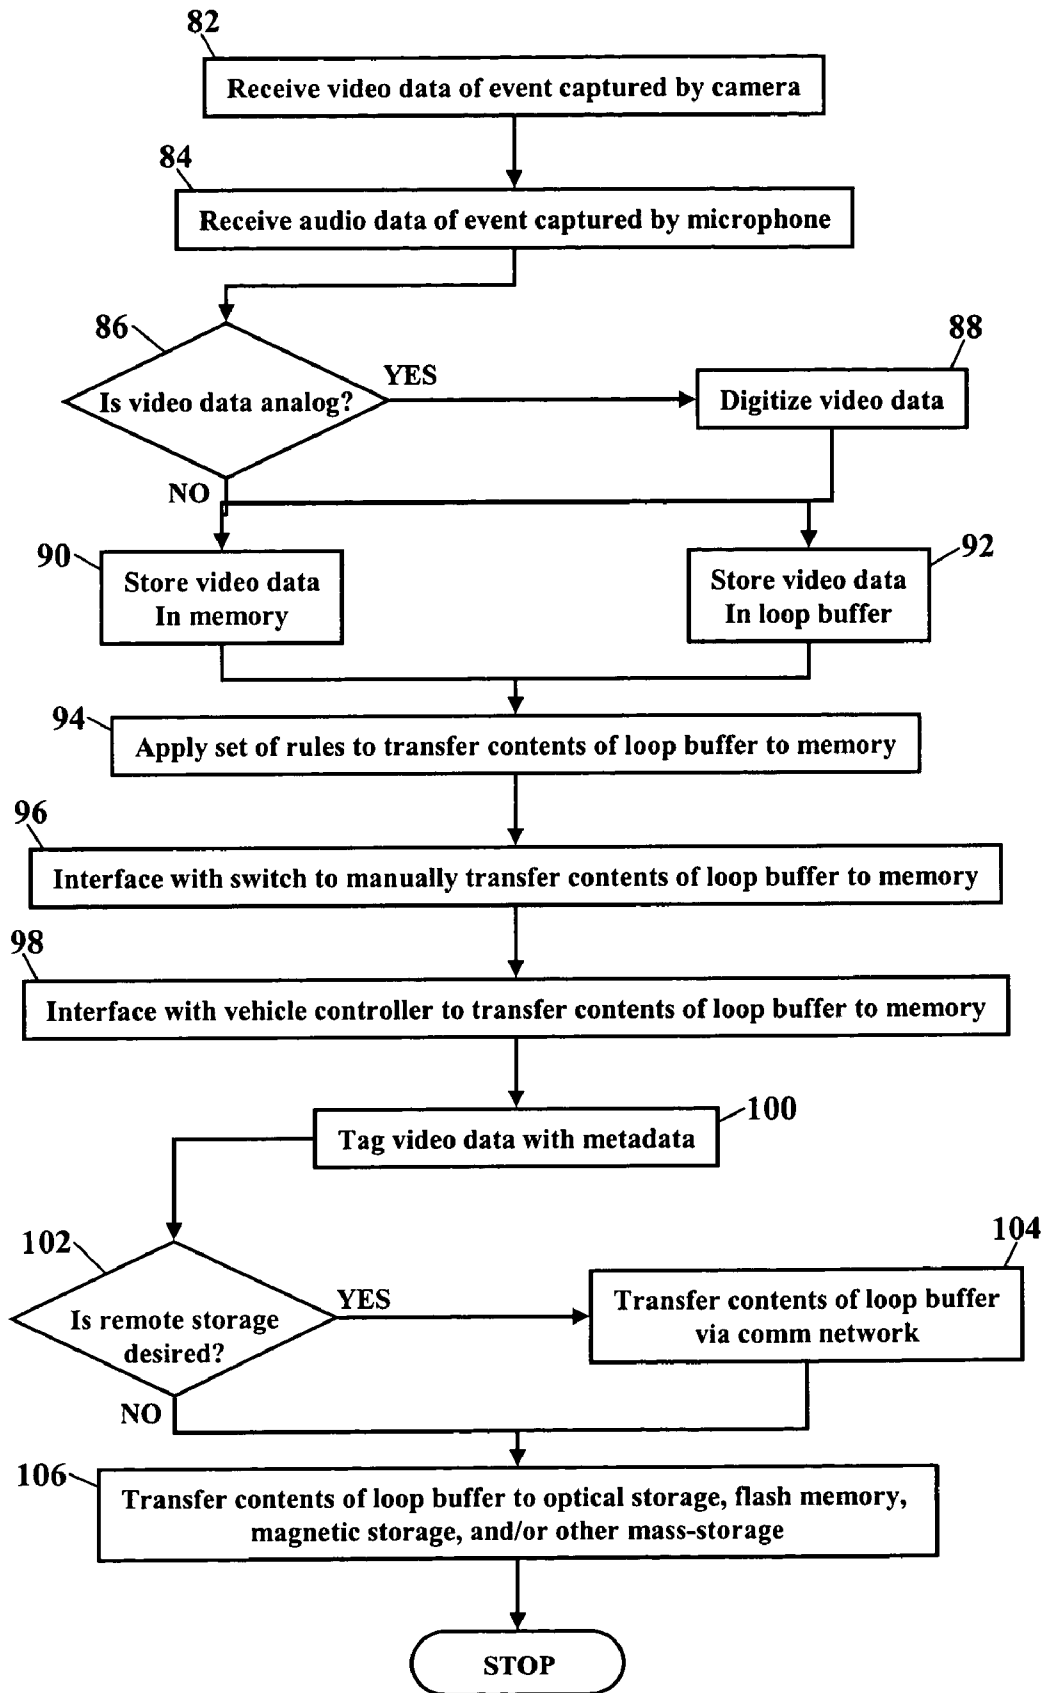 82
Receive video data of event captured by camera
84
Receive audio data of event captured by microphone
86
Is video data analog?
YES
88
Digitize video data
NO
90
Store video data
In memory
92
Store video data
In loop buffer
94
Apply set of rules to transfer contents of loop buffer to memory
96
Interface with switch to manually transfer contents of loop buffer to memory
98
Interface with vehicle controller to transfer contents of loop buffer to memory
100
Tag video data with metadata
102
Is remote storage
desired?
YES
104
Transfer contents of loop buffer
via comm network
NO
106
Transfer contents of loop buffer to optical storage, flash memory,
magnetic storage, and/or other mass-storage
STOP